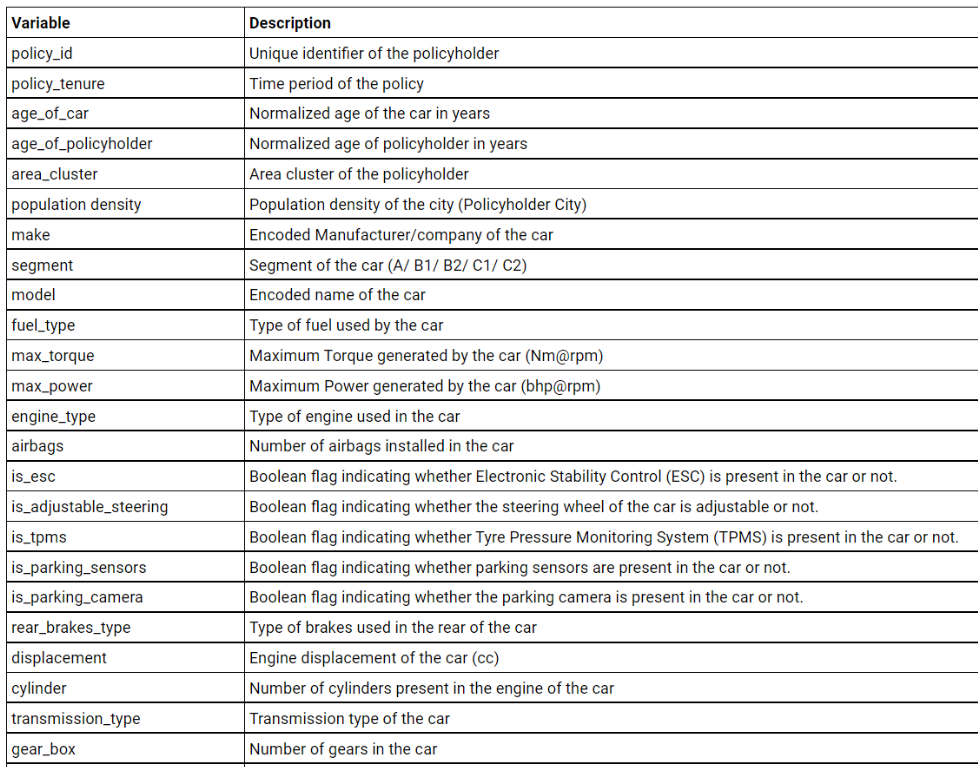 Variable Description
policy_id Unique identifier of the policyholder
policy_tenure Time period of the policy
age_of_car Normalized age of the car in years
age_of_policyholder Normalized age of policyholder in years
area_cluster Area cluster of the policyholder
population density Population density of the city (Policyholder City)
make Encoded Manufacturer/company of the car
segment Segment of the car (A/ B1/ B2/ C1/ C2)
model Encoded name of the car
fuel_type Type of fuel used by the car
max_torque Maximum Torque generated by the car (Nm@rpm)
max_power Maximum Power generated by the car (bhp@rpm)
engine_type Type of engine used in the car
airbags Number of airbags installed in the car
is_esc Boolean flag indicating whether Electronic Stability Control (ESC) is present in the car or not.
is_adjustable_steering Boolean flag indicating whether the steering wheel of the car is adjustable or not.
is_tpms Boolean flag indicating whether Tyre Pressure Monitoring System (TPMS) is present in the car or not.
is_parking_sensors Boolean flag indicating whether parking sensors are present in the car or not.
is_parking_camera Boolean flag indicating whether the parking camera is present in the car or not.
rear_brakes_type Type of brakes used in the rear of the car
displacement Engine displacement of the car (cc)
cylinder Number of cylinders present in the engine of the car
transmission_type Transmission type of the car
gear_box Number of gears in the car